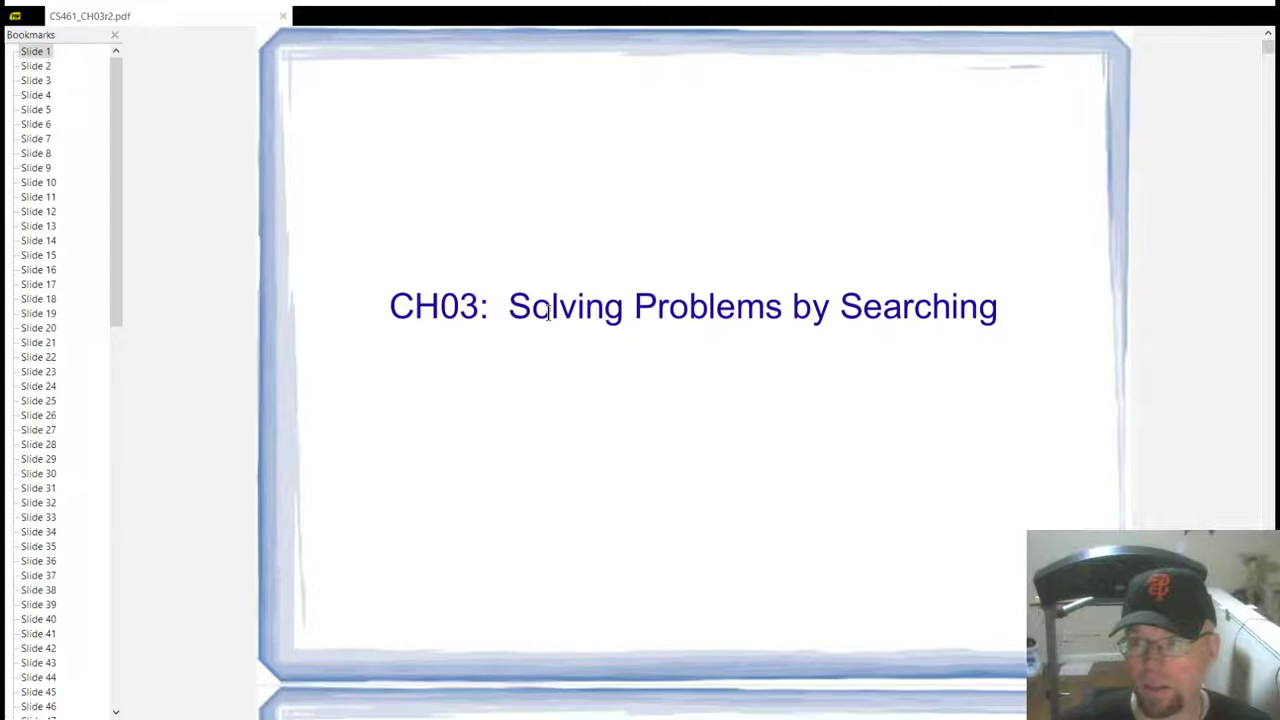 CS461_CH03r2.pdf
Bookmarks
Slide 1
Slide 2
Slide 3
Slide 4
Slide 5
Slide 6
Slide 7
Slide 8
Slide 9
Slide 10
Slide 11
Slide 12
Slide 13
Slide 14
Slide 15
Slide 16
Slide 17
Slide 18
Slide 19
Slide 20
Slide 21
Slide 22
Slide 23
Slide 24
Slide 25
Slide 26
Slide 27
Slide 28
Slide 29
Slide 30
Slide 31
Slide 32
Slide 33
Slide 34
Slide 35
Slide 36
Slide 37
Slide 38
Slide 39
Slide 40
Slide 41
Slide 42
Slide 43
Slide 44
Slide 45
Slide 46
CH03: Solving Problems by Searching